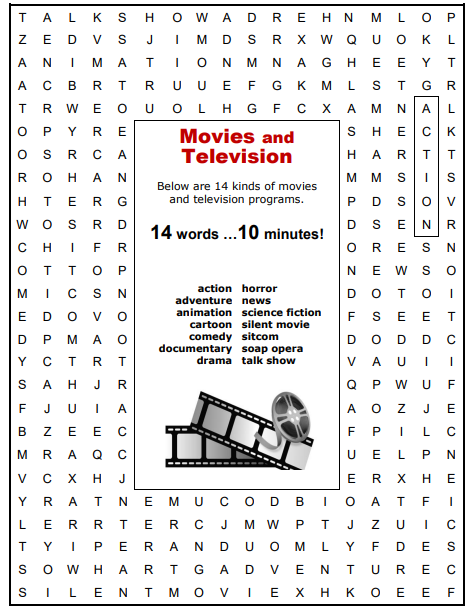 T A L K S H O W A D R E H N M L O P
Z E D V S J I M D S R X W Q U O K L
A N I M A T I O N M N A G H E E Y T
A C B R T R U U E F G K M L S T G R
T R W E O U O L H G F C X A M N A L
O P Y R E S H E C K
O S R C A H A R T T
R O H A N M M S I S
H T E R G P D S O V
W O S R D D S E N R
C H I F R O R E S N
O T T O P N E W S O
M I C S N D O T O I
E D O V O F S E E T
D P M A O D O D D C
Y C T R T V A U I I
S A H J R Q P W U F
F J U I A A O Z J E
B Z E E C F P I L C
M R A Q C U E L P N
V C X H J E R X H E
Y R A T N E M U C O D B I O A T F I
L E R R T E R C J M W P T J Z U I C
T Y I P E R A N D U O M L Y F D E S
S O W H A R T G A D V E N T U R E C
S I L E N T M O V I E X H K O E E F
Movies and
Television
Below are 14 kinds of movies
and television programs.
14 words ...10 minutes!
action horror
adventure news
animation science fiction
cartoon silent movie
comedy sitcom
documentary soap opera
drama talk show